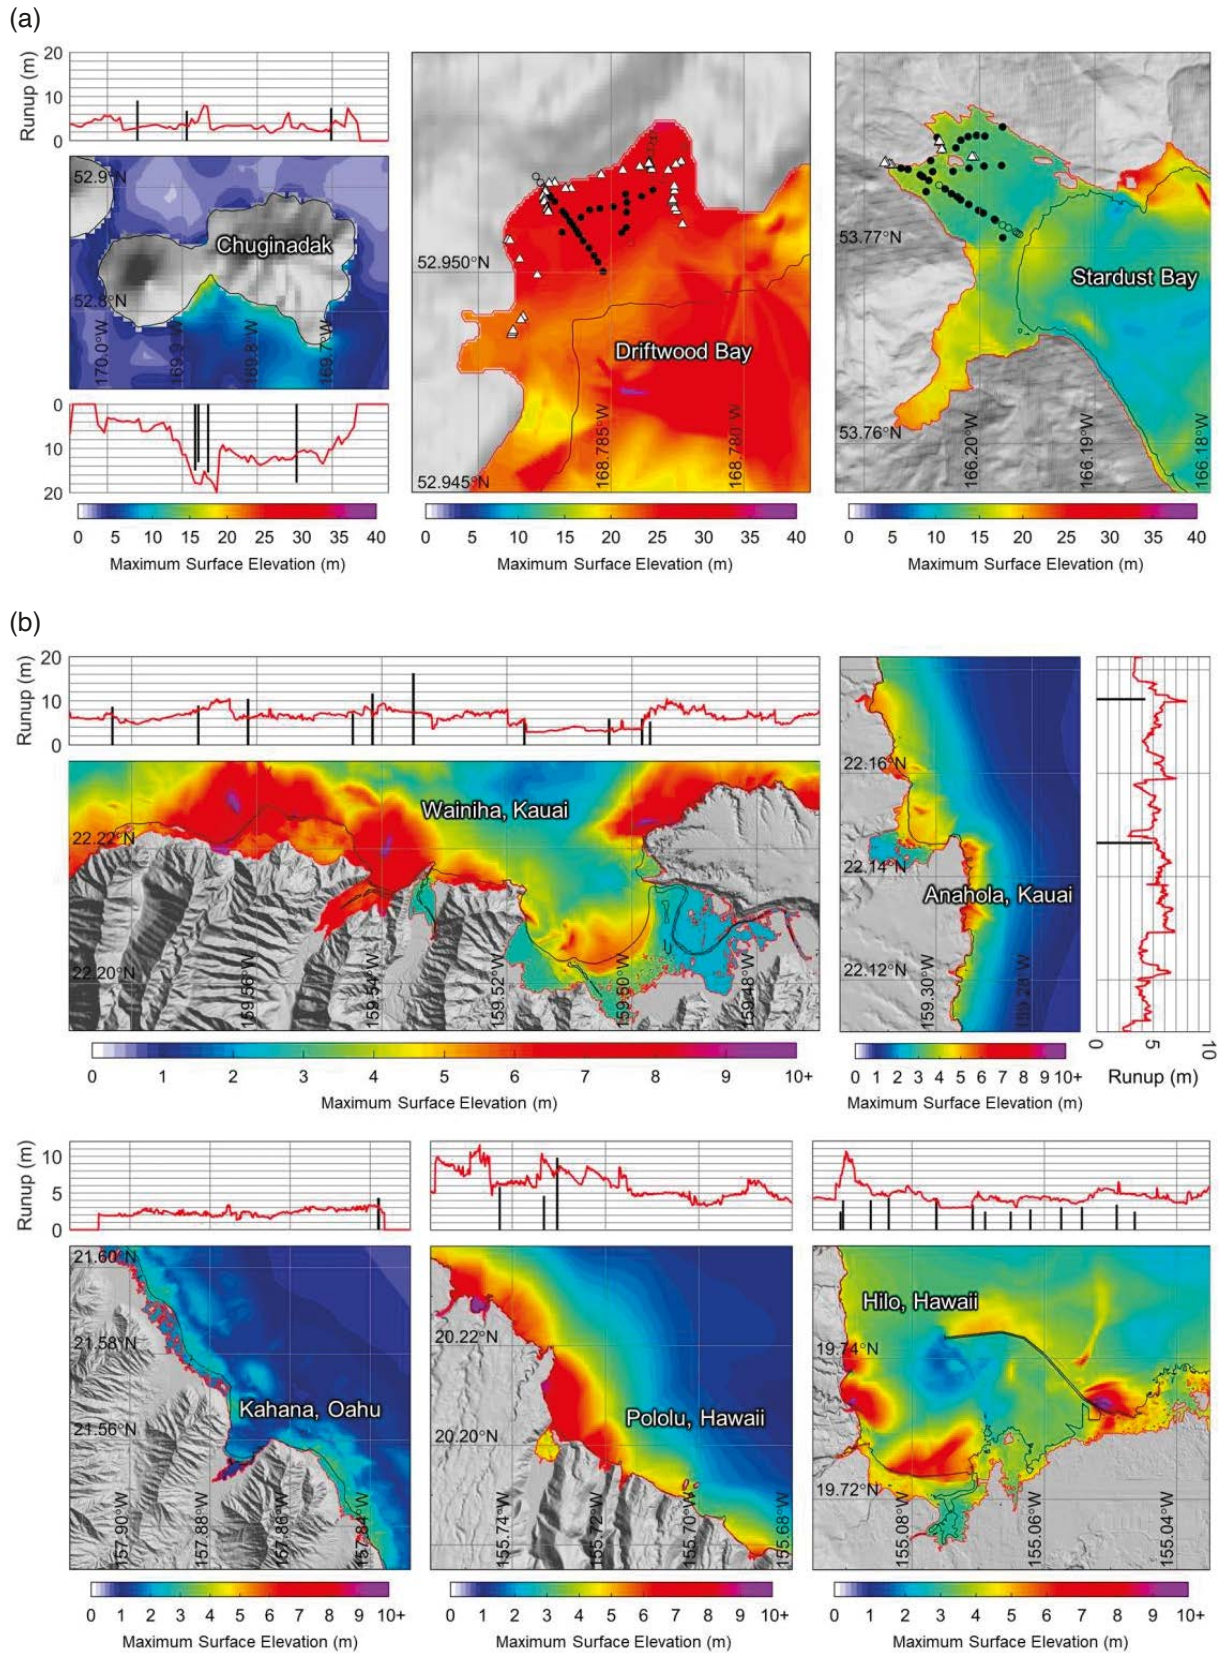 (a)
Runup (m)
20
10
0
52.9°N
Chuginadak
52.8°N
170.0°W
169.9°W
169.8°W
169.7°W
0
10
20
0 5 10 15 20 25 30 35 40
Maximum Surface Elevation (m)
52.950°N
Driftwood Bay
168.785°W
168.780°W
52.945°N
0 5 10 15 20 25 30 35 40
Maximum Surface Elevation (m)
53.77°N
Stardust Bay
53.76°N
166.20°W
166.19°W
166.18°W
0 5 10 15 20 25 30 35 40
Maximum Surface Elevation (m)
(b)
Runup (m)
20
10
0
Wainiha, Kauai
22.22°N
22.20°N
159.56°W
159.54°W
159.52°W
159.50°W
159.48°W
0 1 2 3 4 5 6 7 8 9 10+
Maximum Surface Elevation (m)
22.16°N
22.14°N
Anahola, Kauai
22.12°N
159.30°W
159.28°W
0 1 2 3 4 5 6 7 8 9 10+
Maximum Surface Elevation (m)
0 5 10
Runup (m)
Runup (m)
10
5
0
21.60°N
21.58°N
Kahana, Oahu
21.56°N
157.90°W
157.88°W
157.86°W
157.84°W
0 1 2 3 4 5 6 7 8 9 10+
Maximum Surface Elevation (m)
20.22°N
Pololu, Hawaii
20.20°N
155.74°W
155.72°W
155.70°W
155.68°W
0 1 2 3 4 5 6 7 8 9 10+
Maximum Surface Elevation (m)
Hilo, Hawaii
19.74°N
19.72°N
155.08°W
155.06°W
155.04°W
0 1 2 3 4 5 6 7 8 9 10+
Maximum Surface Elevation (m)